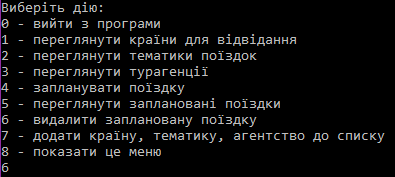 Виберіть дію:
0 - вийти з програми
1 - переглянути країни для відвідання
2 - переглянути тематики поїздок
3 - переглянути турагенції
4 - запланувати поїздку
5 - переглянути заплановані поїздки
6 - видалити заплановану поїздку
7 - додати країну, тематику, агентство до списку
8 - показати це меню
6